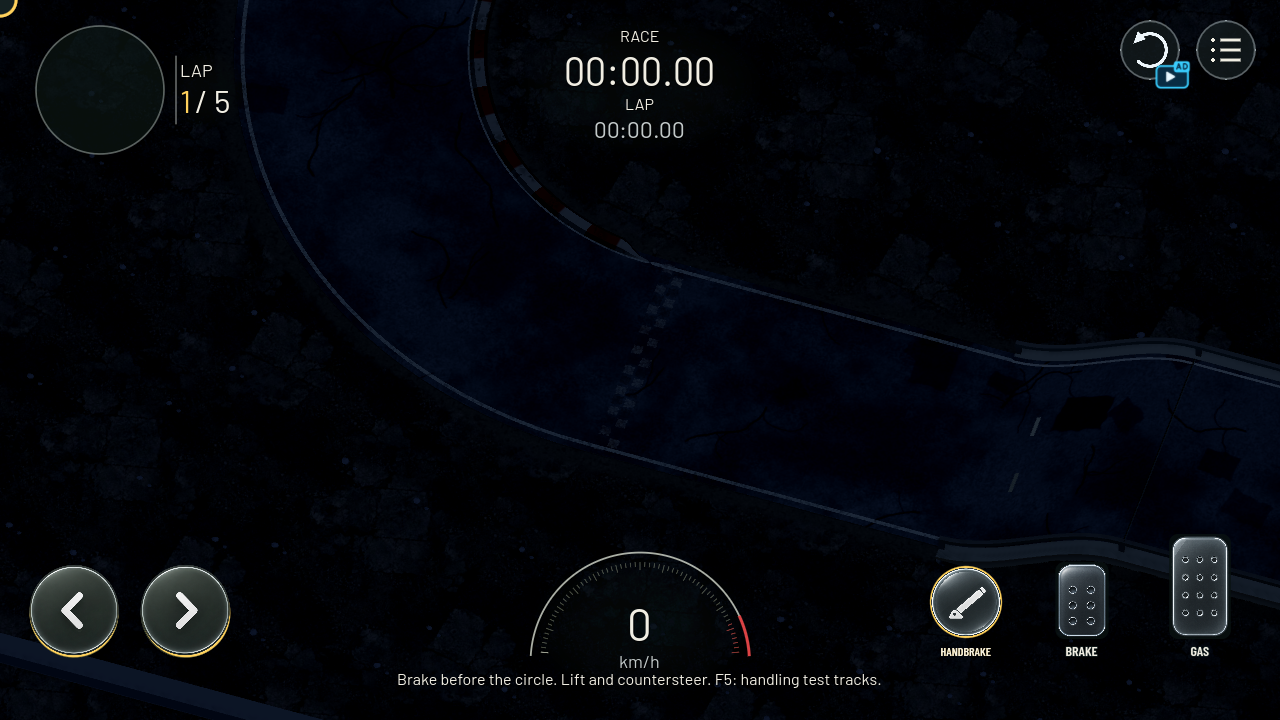 RACE
00:00.00
LAP
00:00.00
LAP
1 / 5
AD
0
km/h
HANDBRAKE
BRAKE
GAS
Brake before the circle. Lift and countersteer. F5: handling test tracks.